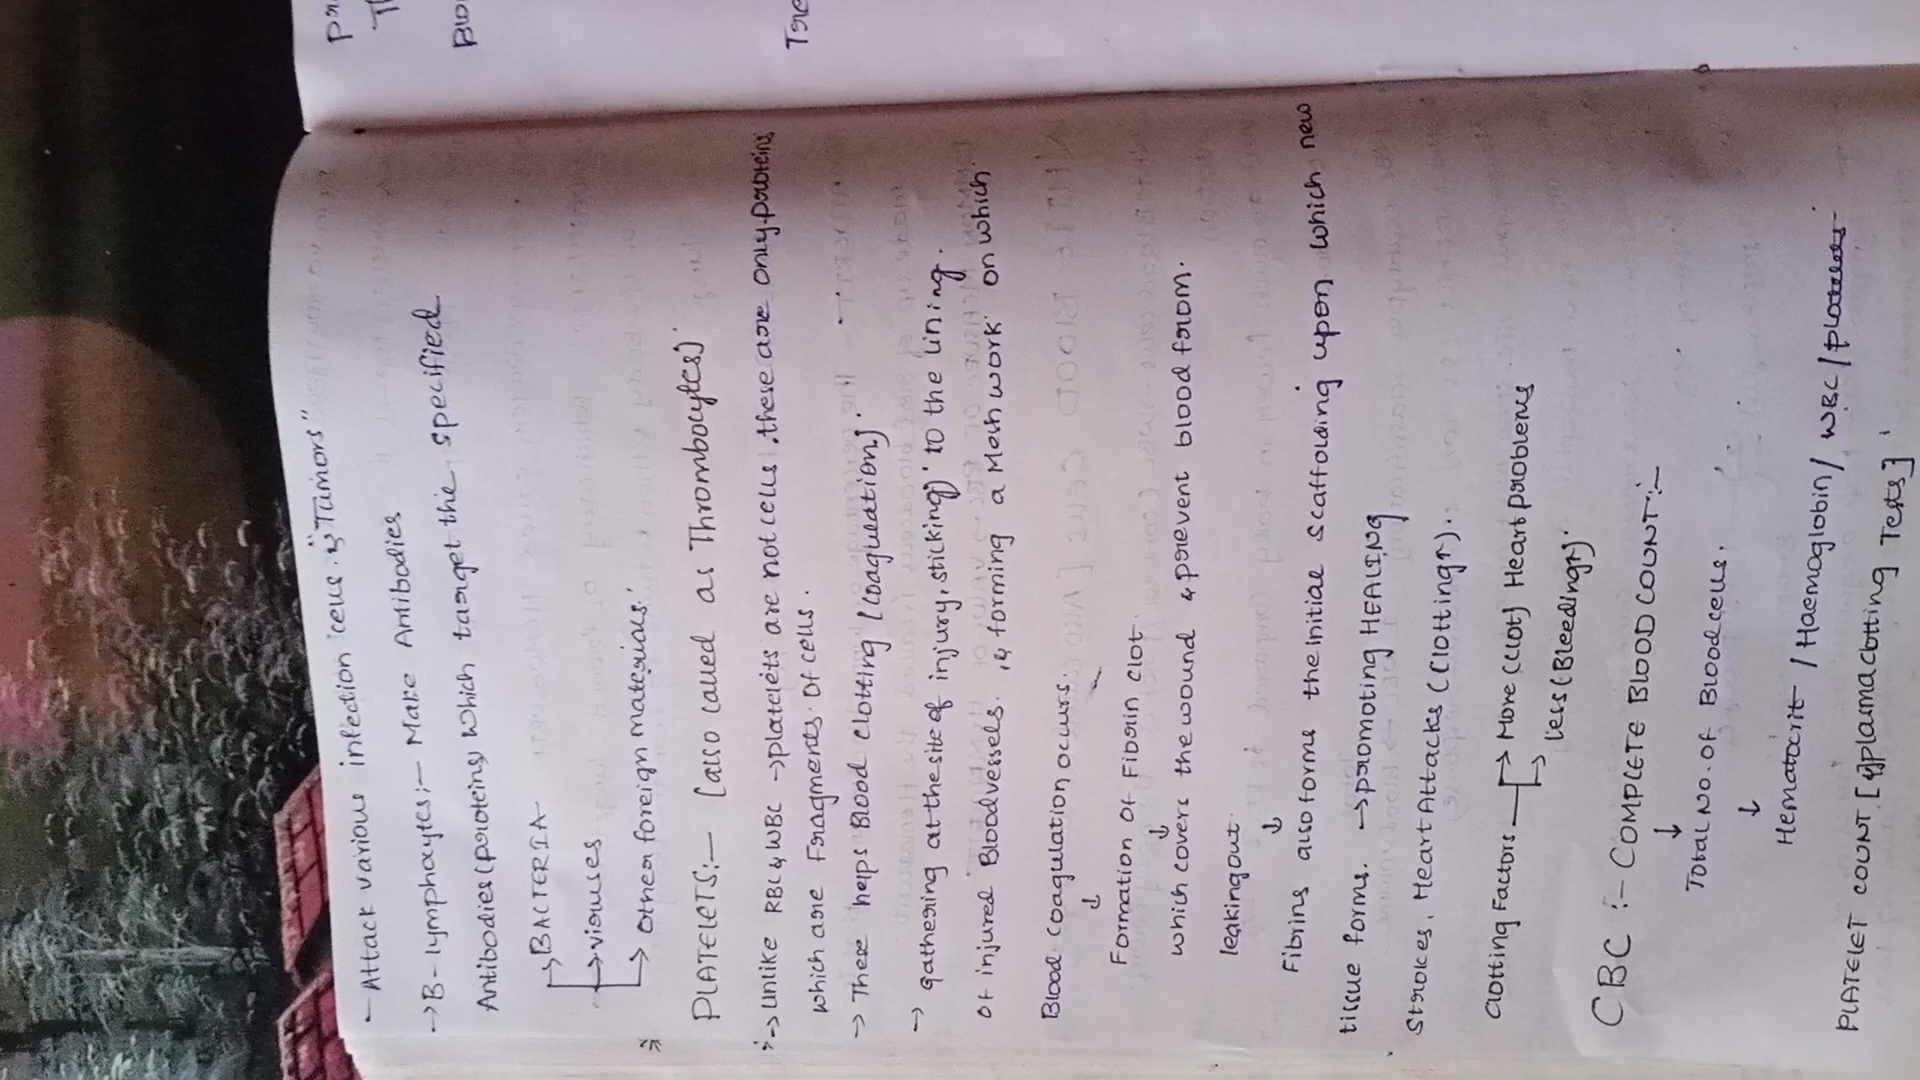 - Attack various infection cells & "Tumors"
→ B - lymphocytes :- Make Antibodies
Antibodies (proteins) which target the specified
→ BACTERIA
→ viruses
→ other foreign materials.
PLATELETS :- [also called as Thrombocytes]
→ Unlike RBC & WBC → platelets are not cells, these are only proteins
which are Fragments of cells.
→ These helps Blood clotting [coagulation].
→ gathering at the site of injury, sticking to the lining.
of injured Blood vessels. & forming a Meshwork on which
Blood coagulation occurs.
↓
Formation of Fibrin clot
↓
which covers the wound & prevent blood from.
leaking out.
↓
Fibrins also forms the initial scaffolding upon which new
tissue forms. → promoting HEALING
Strokes, Heart Attacks (Clotting↑).
Clotting Factors → More (clot) Heart problems
→ less (Bleeding↑).
CBC :- COMPLETE BLOOD COUNT :-
↓
Total No. of Blood cells.
↓
Hematocrit / Haemoglobin / WBC / platelets
PLATELET COUNT [& plasma clotting Tests]
Blo
Tre